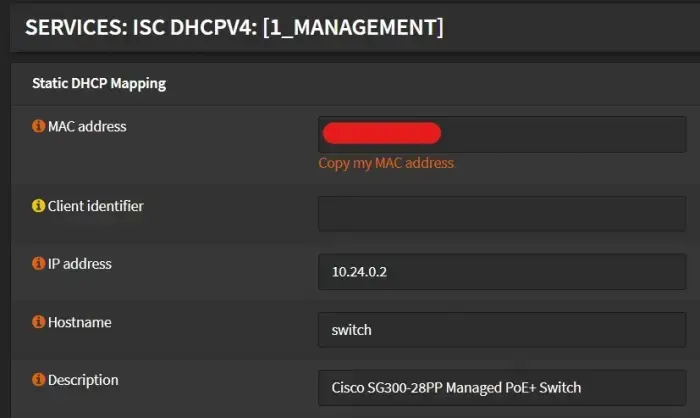 SERVICES: ISC DHCPV4: [1_MANAGEMENT]
Static DHCP Mapping
MAC address
Copy my MAC address
Client identifier
IP address
10.24.0.2
Hostname
switch
Description
Cisco SG300-28PP Managed PoE+ Switch